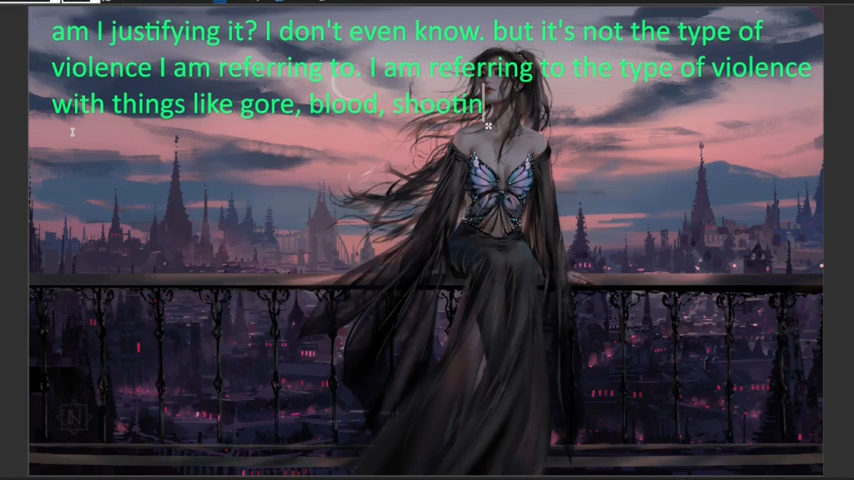 am I justifying it? I don't even know. but it's not the type of
violence I am referring to. I am referring to the type of violence
with things like gore, blood, shootin